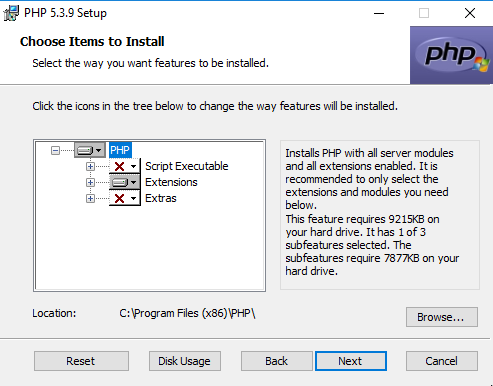 PHP 5.3.9 Setup
Choose Items to Install
Select the way you want features to be installed.
php
Click the icons in the tree below to change the way features will be installed.
PHP
Script Executable
Extensions
Extras
Installs PHP with all server modules
and all extensions enabled. It is
recommended to only select the
extensions and modules you need
below.
This feature requires 9215KB on
your hard drive. It has 1 of 3
subfeatures selected. The
subfeatures require 7877KB on your
hard drive.
Location: C:\Program Files (x86)\PHP\
Browse...
Reset Disk Usage Back Next Cancel